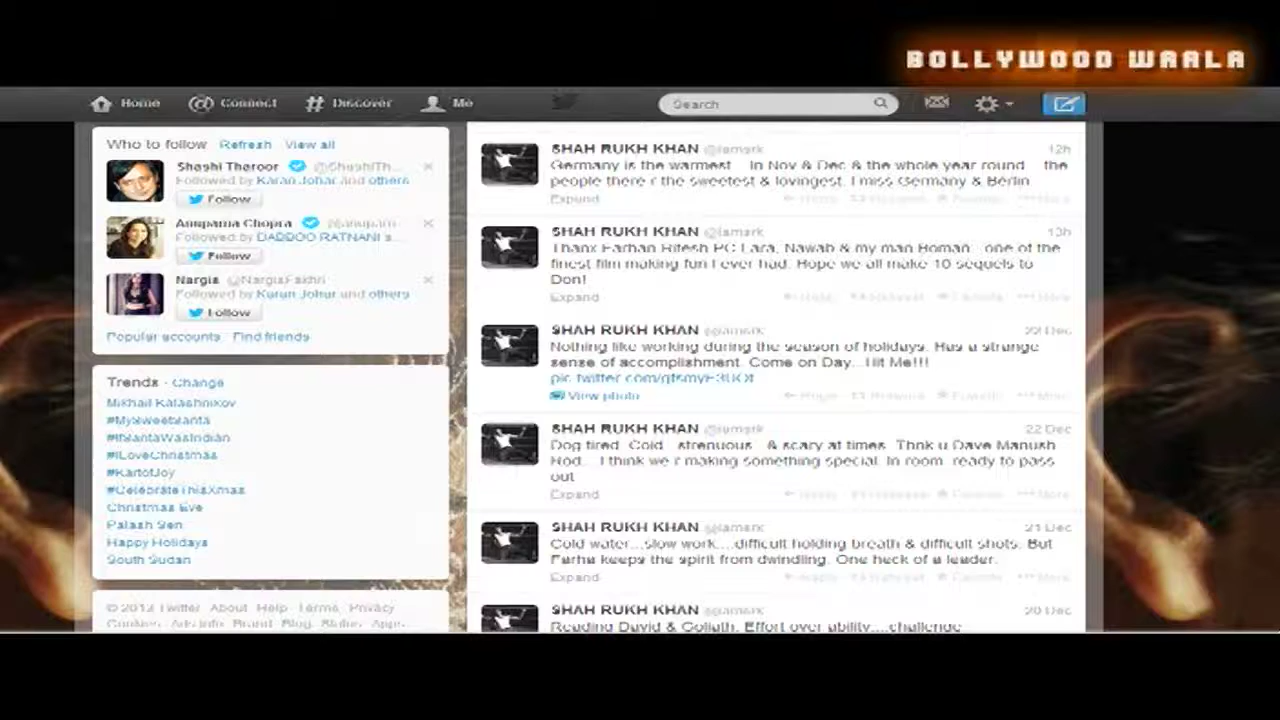 BOLLYWOOD WAALA
Home Connect Discover Me Search
Who to follow Refresh View all
Shashi Tharoor @ShashiTh...
Followed by Karan Johar and others
Follow
Anupama Chopra @anupam
Followed by DABBOO RATNANI a...
Follow
Nargis @NargisFakhri
Followed by Karan Johar and others
Follow
Popular accounts Find friends
Trends · Change
Mikhail Kalashnikov
#MySweetSanta
#IfSantaWasIndian
#ILoveChristmas
#KartofJoy
#CelebrateThisXmas
Christmas Eve
Palash Sen
Happy Holidays
South Sudan
© 2013 Twitter About Help Terms Privacy
Cookies Ads info Brand Blog Status Apps
SHAH RUKH KHAN @iamsrk 12h
Germany is the warmest... In Nov & Dec & the whole year round... the
people there r the sweetest & lovingest. I miss Germany & Berlin
Expand
SHAH RUKH KHAN @iamsrk 13h
Thanx Farhan Ritesh PC Lara, Nawab & my man Boman... one of the
finest film making fun I ever had. Hope we all make 10 sequels to
Don!
Expand
SHAH RUKH KHAN @iamsrk 22 Dec
Nothing like working during the season of holidays. Has a strange
sense of accomplishment. Come on Day...Hit Me!!!
View photo
SHAH RUKH KHAN @iamsrk 22 Dec
Dog tired. Cold... strenuous... & scary at times. Thnk u Dave Manush
Rod... I think we r making something special. In room...ready to pass
out
Expand
SHAH RUKH KHAN @iamsrk 21 Dec
Cold water...slow work....difficult holding breath & difficult shots. But
Farha keeps the spirit from dwindling. One heck of a leader.
Expand
SHAH RUKH KHAN @iamsrk 20 Dec
Reading David & Goliath. Effort over ability....challenge